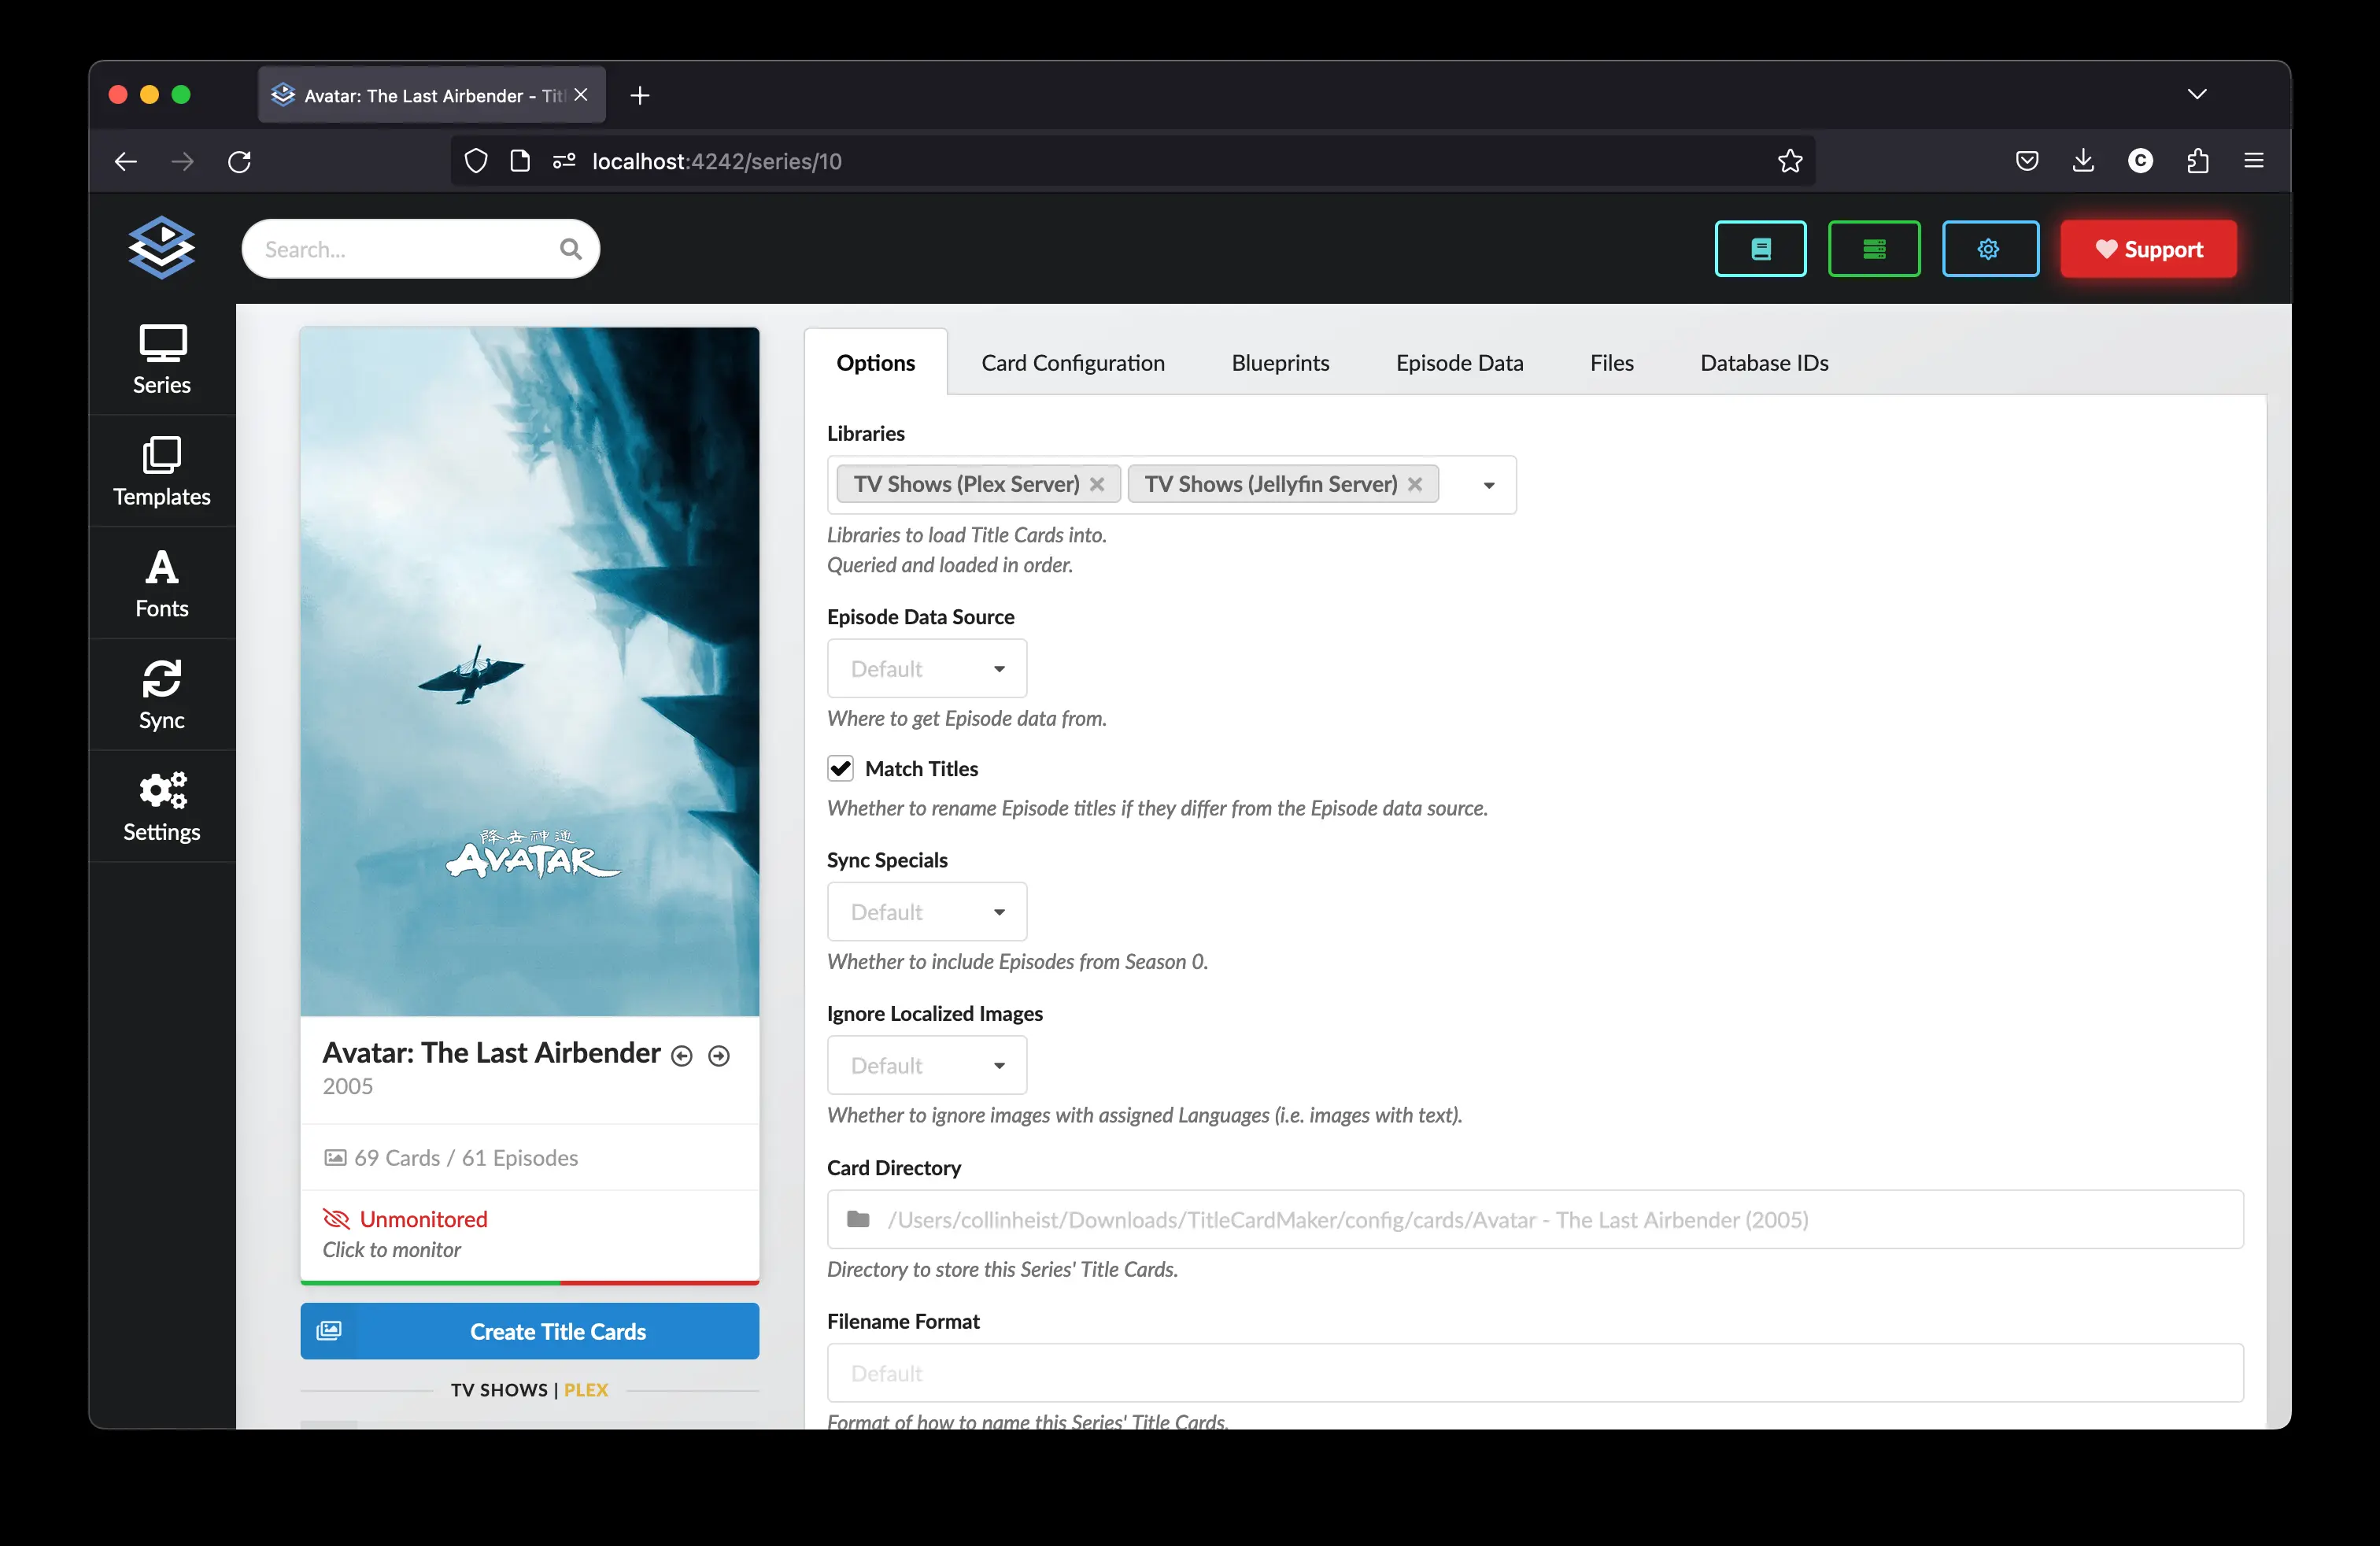 Avatar: The Last Airbender - Tit
localhost:4242/series/10
C
Search...
Support
Series
Templates
Fonts
Sync
Settings
降去神通
AVATAR
Avatar: The Last Airbender
2005
69 Cards / 61 Episodes
Unmonitored
Click to monitor
Create Title Cards
TV SHOWS | PLEX
Options
Card Configuration
Blueprints
Episode Data
Files
Database IDs
Libraries
TV Shows (Plex Server)
TV Shows (Jellyfin Server)
Libraries to load Title Cards into.
Queried and loaded in order.
Episode Data Source
Default
Where to get Episode data from.
Match Titles
Whether to rename Episode titles if they differ from the Episode data source.
Sync Specials
Default
Whether to include Episodes from Season 0.
Ignore Localized Images
Default
Whether to ignore images with assigned Languages (i.e. images with text).
Card Directory
/Users/collinheist/Downloads/TitleCardMaker/config/cards/Avatar - The Last Airbender (2005)
Directory to store this Series' Title Cards.
Filename Format
Default
Format of how to name this Series' Title Cards.